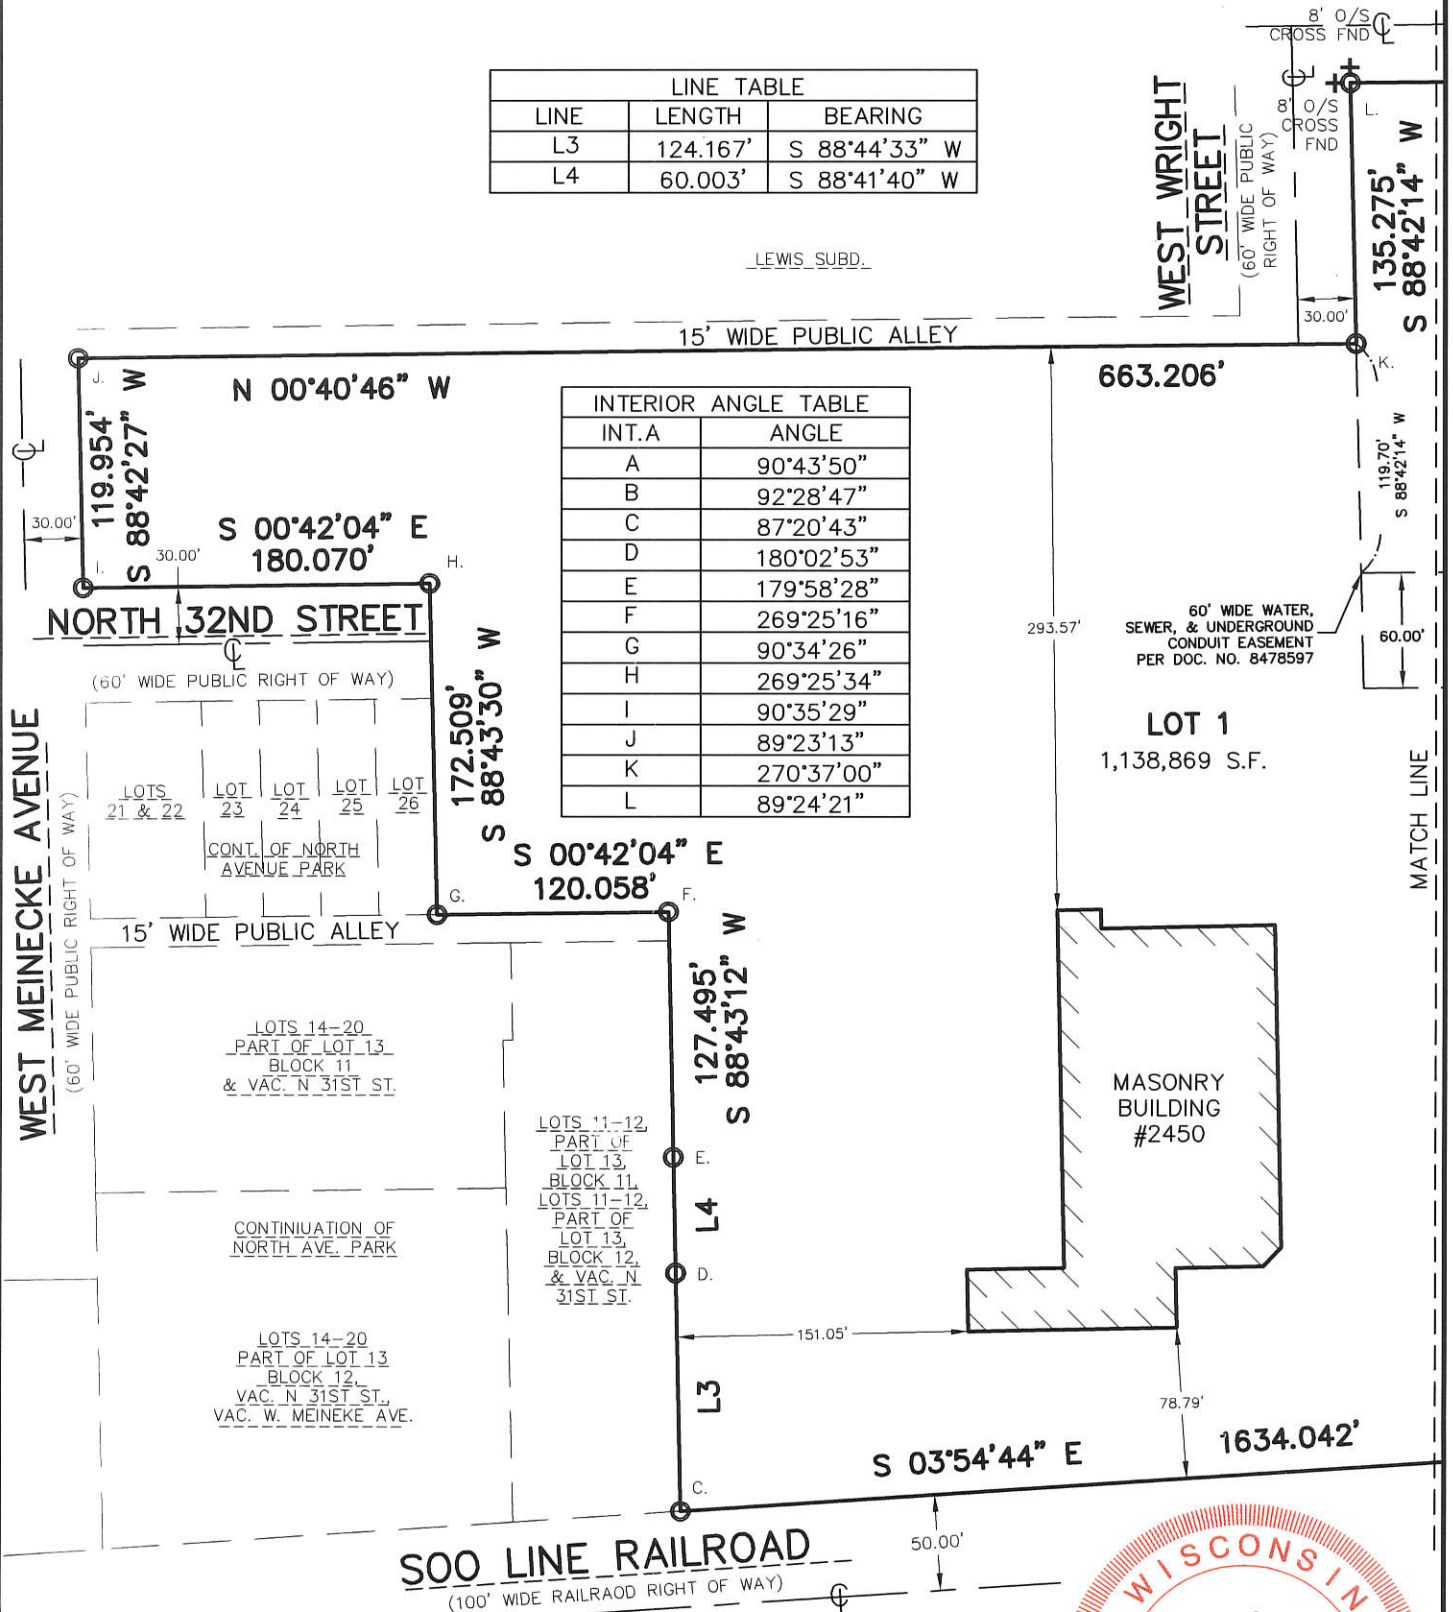 8' O/S
CROSS FND
8' O/S
CROSS
FND
L.
LINE TABLE
LINE LENGTH BEARING
L3 124.167' S 88°44'33" W
L4 60.003' S 88°41'40" W
WEST WRIGHT
STREET
(60' WIDE PUBLIC
RIGHT OF WAY)
135.275'
S 88°42'14" W
LEWIS SUBD.
30.00'
15' WIDE PUBLIC ALLEY
J.
N 00°40'46" W
663.206'
K.
119.954'
S 88°42'27" W
30.00'
S 00°42'04" E
180.070'
30.00'
I.
H.
INTERIOR ANGLE TABLE
INT.A ANGLE
A 90°43'50"
B 92°28'47"
C 87°20'43"
D 180°02'53"
E 179°58'28"
F 269°25'16"
G 90°34'26"
H 269°25'34"
I 90°35'29"
J 89°23'13"
K 270°37'00"
L 89°24'21"
119.70'
S 88°42'14" W
293.57'
60' WIDE WATER,
SEWER, & UNDERGROUND
CONDUIT EASEMENT
PER DOC. NO. 8478597
60.00'
NORTH 32ND STREET
(60' WIDE PUBLIC RIGHT OF WAY)
172.509'
S 88°43'30" W
LOT 1
1,138,869 S.F.
MATCH LINE
WEST MEINECKE AVENUE
(60' WIDE PUBLIC RIGHT OF WAY)
LOTS
21 & 22
LOT
23
LOT
24
LOT
25
LOT
26
CONT. OF NORTH
AVENUE PARK
S 00°42'04" E
120.058'
G.
F.
15' WIDE PUBLIC ALLEY
127.495'
S 88°43'12" W
LOTS 14-20
PART OF LOT 13
BLOCK 11
& VAC. N 31ST ST.
MASONRY
BUILDING
#2450
LOTS 11-12,
PART OF
LOT 13,
BLOCK 11,
LOTS 11-12,
PART OF
LOT 13,
BLOCK 12,
& VAC. N
31ST ST.
E.
L4
D.
CONTINIUATION OF
NORTH AVE. PARK
151.05'
LOTS 14-20
PART OF LOT 13
BLOCK 12,
VAC. N 31ST ST.,
VAC. W. MEINEKE AVE.
L3
78.79'
S 03°54'44" E
1634.042'
C.
50.00'
SOO LINE RAILROAD
(100' WIDE RAILRAOD RIGHT OF WAY)
WISCONSIN